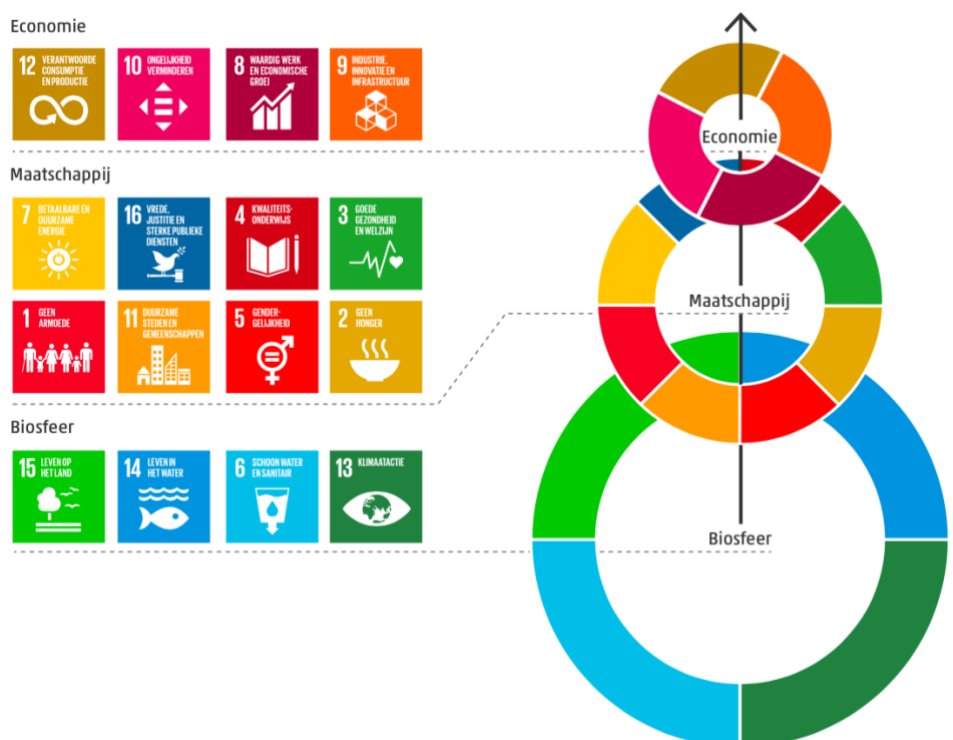 Economie
12 VERANTWOORDE
CONSUMPTIE
EN PRODUCTIE
10 ONGELIJKHEID
VERMINDEREN
8 WAARDIG WERK
EN ECONOMISCHE
GROEI
9 INDUSTRIE,
INNOVATIE EN
INFRASTRUCTUUR
Economie
Maatschappij
7 BETAALBARE EN
DUURZAME
ENERGIE
16 VREDE,
JUSTITIE EN
STERKE PUBLIEKE
DIENSTEN
4 KWALITEITS-
ONDERWIJS
3 GOEDE
GEZONDHEID
EN WELZIJN
Maatschappij
1 GEEN
ARMOEDE
11 DUURZAME
STEDEN EN
GEMEENSCHAPPEN
5 GENDER-
GELIJKHEID
2 GEEN
HONGER
Biosfeer
15 LEVEN OP
HET LAND
14 LEVEN IN
HET WATER
6 SCHOON WATER
EN SANITAIR
13 KLIMAATACTIE
Biosfeer